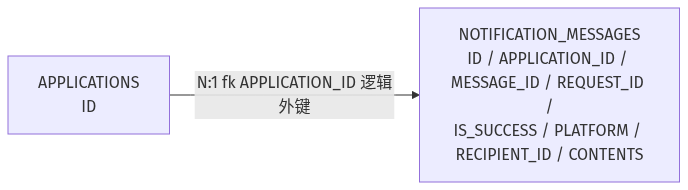 APPLICATIONS
ID
N:1 fk APPLICATION_ID 逻辑
外键
NOTIFICATION_MESSAGES
ID / APPLICATION_ID /
MESSAGE_ID / REQUEST_ID
/
IS_SUCCESS / PLATFORM /
RECIPIENT_ID / CONTENTS